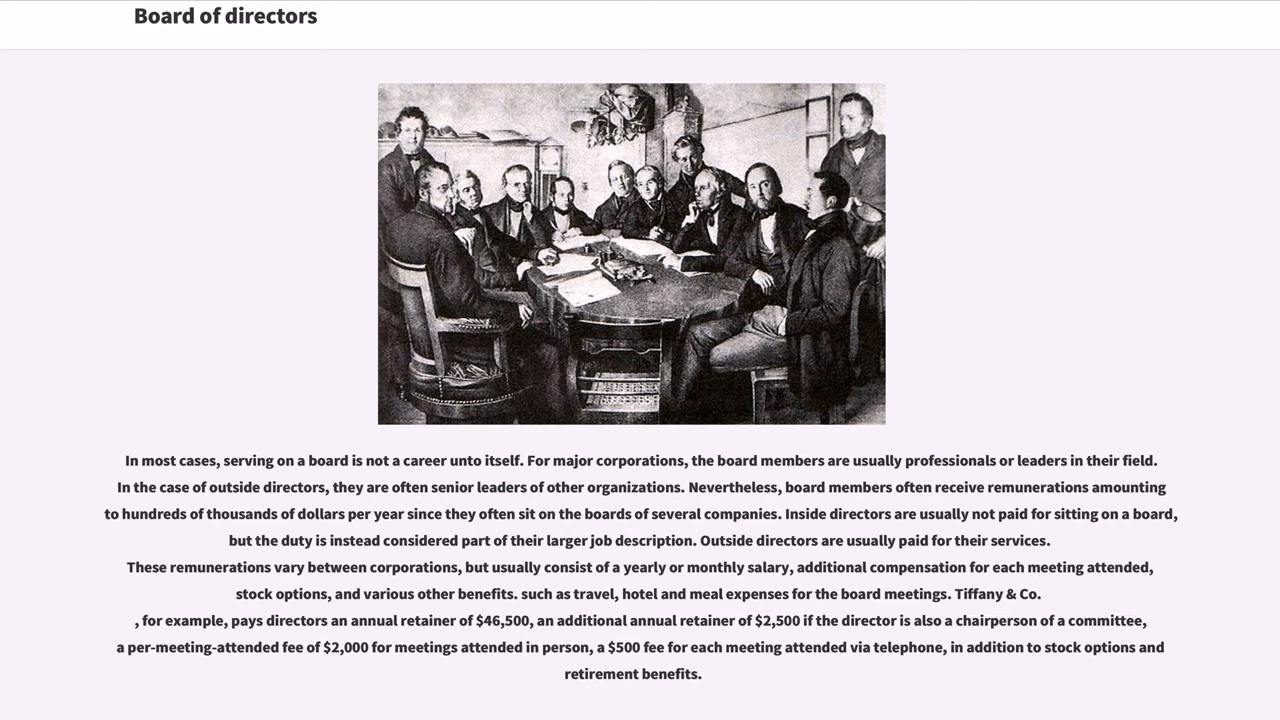 Board of directors
In most cases, serving on a board is not a career unto itself. For major corporations, the board members are usually professionals or leaders in their field.
In the case of outside directors, they are often senior leaders of other organizations. Nevertheless, board members often receive remunerations amounting
to hundreds of thousands of dollars per year since they often sit on the boards of several companies. Inside directors are usually not paid for sitting on a board,
but the duty is instead considered part of their larger job description. Outside directors are usually paid for their services.
These remunerations vary between corporations, but usually consist of a yearly or monthly salary, additional compensation for each meeting attended,
stock options, and various other benefits. such as travel, hotel and meal expenses for the board meetings. Tiffany & Co.
, for example, pays directors an annual retainer of $46,500, an additional annual retainer of $2,500 if the director is also a chairperson of a committee,
a per-meeting-attended fee of $2,000 for meetings attended in person, a $500 fee for each meeting attended via telephone, in addition to stock options and
retirement benefits.